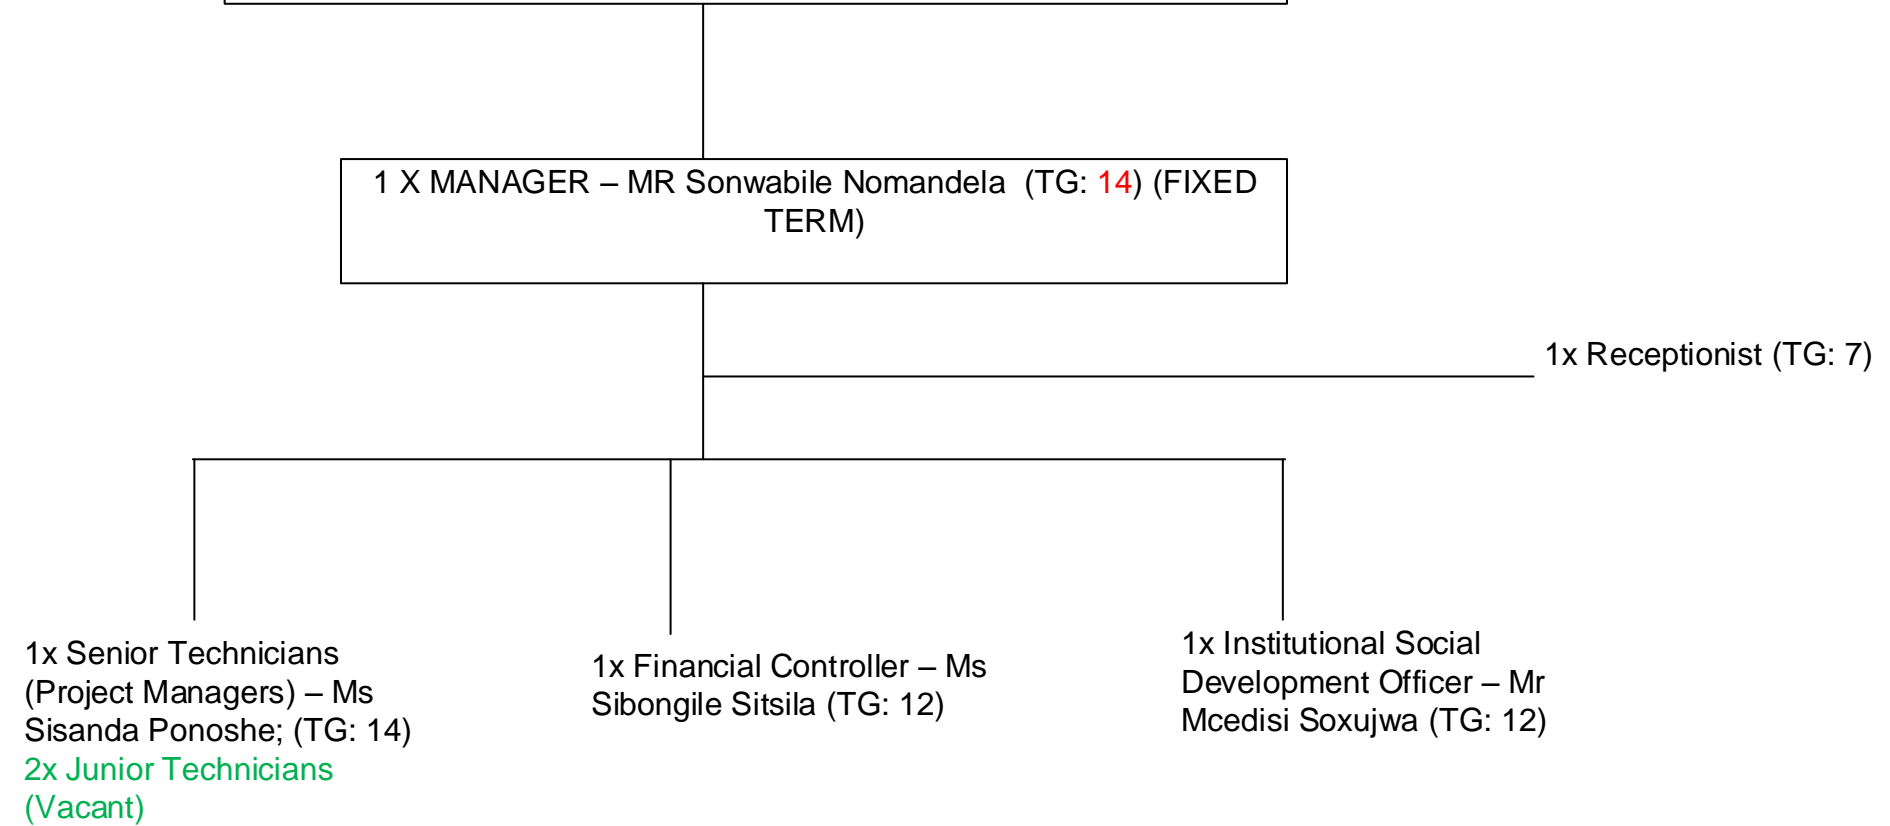 1 X MANAGER – MR Sonwabile Nomandela  (TG: 14) (FIXED
TERM)
1x Receptionist (TG: 7)
1x Senior Technicians
(Project Managers) – Ms
Sisanda Ponoshe; (TG: 14)
2x Junior Technicians
(Vacant)
1x Financial Controller – Ms
Sibongile Sitsila (TG: 12)
1x Institutional Social
Development Officer – Mr
Mcedisi Soxujwa (TG: 12)